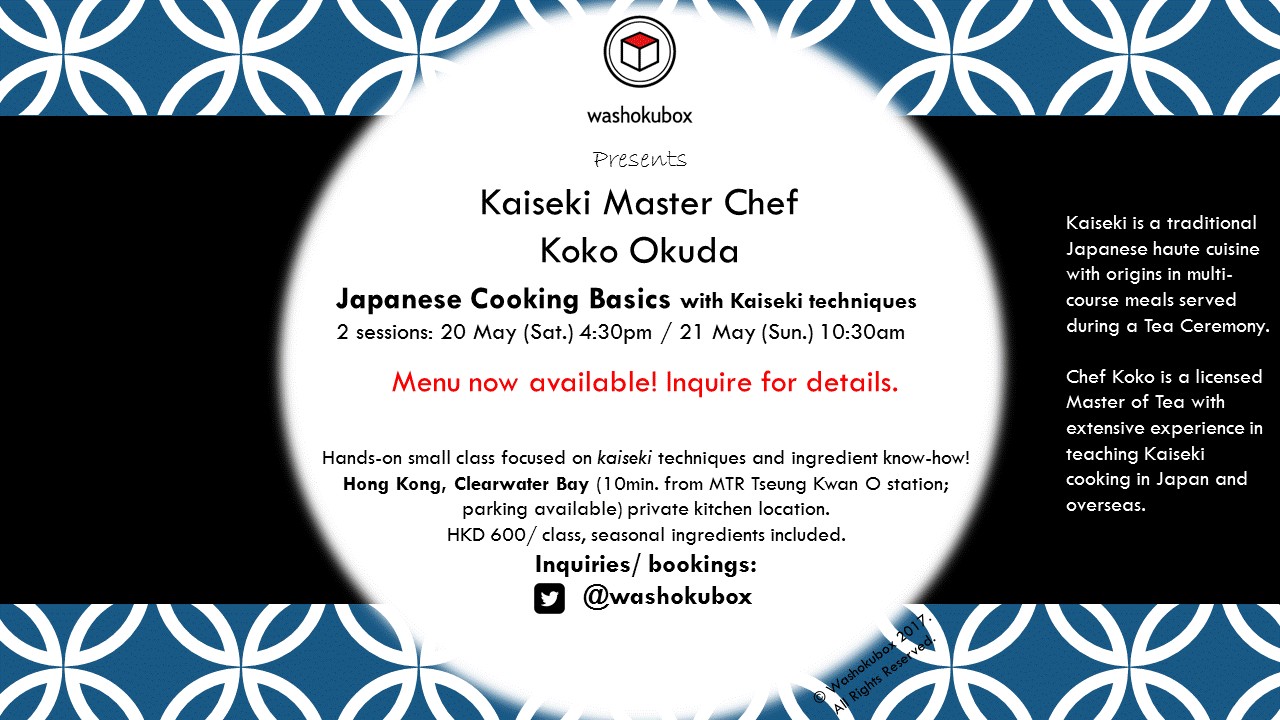 washokubox
Presents
Kaiseki Master Chef
Koko Okuda
Japanese Cooking Basics with Kaiseki techniques
2 sessions: 20 May (Sat.) 4:30pm / 21 May (Sun.) 10:30am
Menu now available! Inquire for details.
Hands-on small class focused on kaiseki techniques and ingredient know-how!
Hong Kong, Clearwater Bay (10min. from MTR Tseung Kwan O station;
parking available) private kitchen location.
HKD 600/ class, seasonal ingredients included.
Inquiries/ bookings:
@washokubox
Kaiseki is a traditional
Japanese haute cuisine
with origins in multi-
course meals served
during a Tea Ceremony.
Chef Koko is a licensed
Master of Tea with
extensive experience in
teaching Kaiseki
cooking in Japan and
overseas.
© Washokubox 2017.
All Rights Reserved.